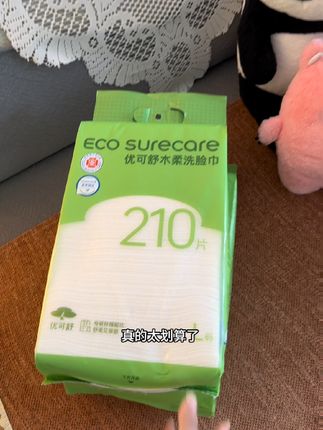 Eco surecare
优可舒木柔洗脸巾
210片
真的太划算了
优可舒